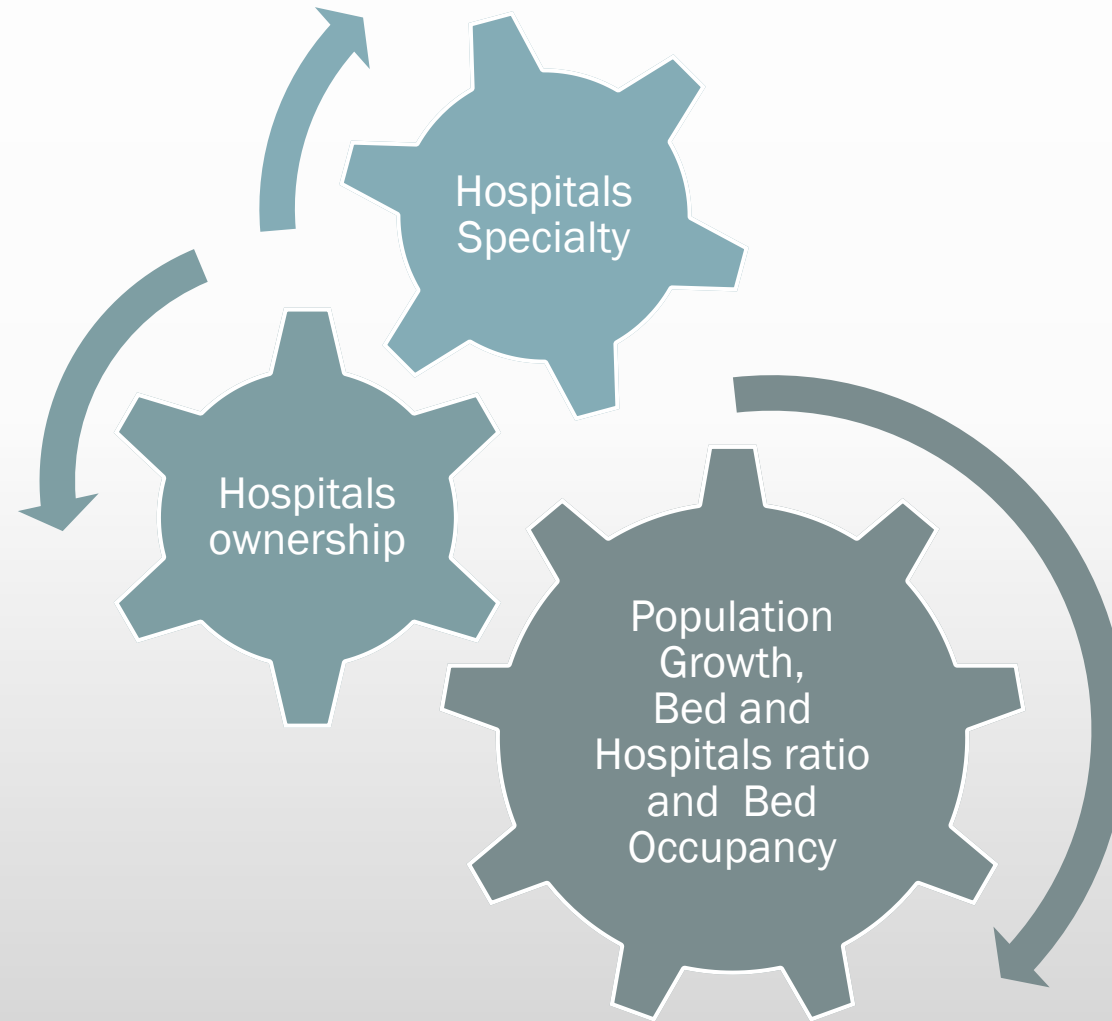 Hospitals
Specialty
Hospitals
ownership
Population
Growth,
Bed and
Hospitals ratio
and  Bed
Occupancy